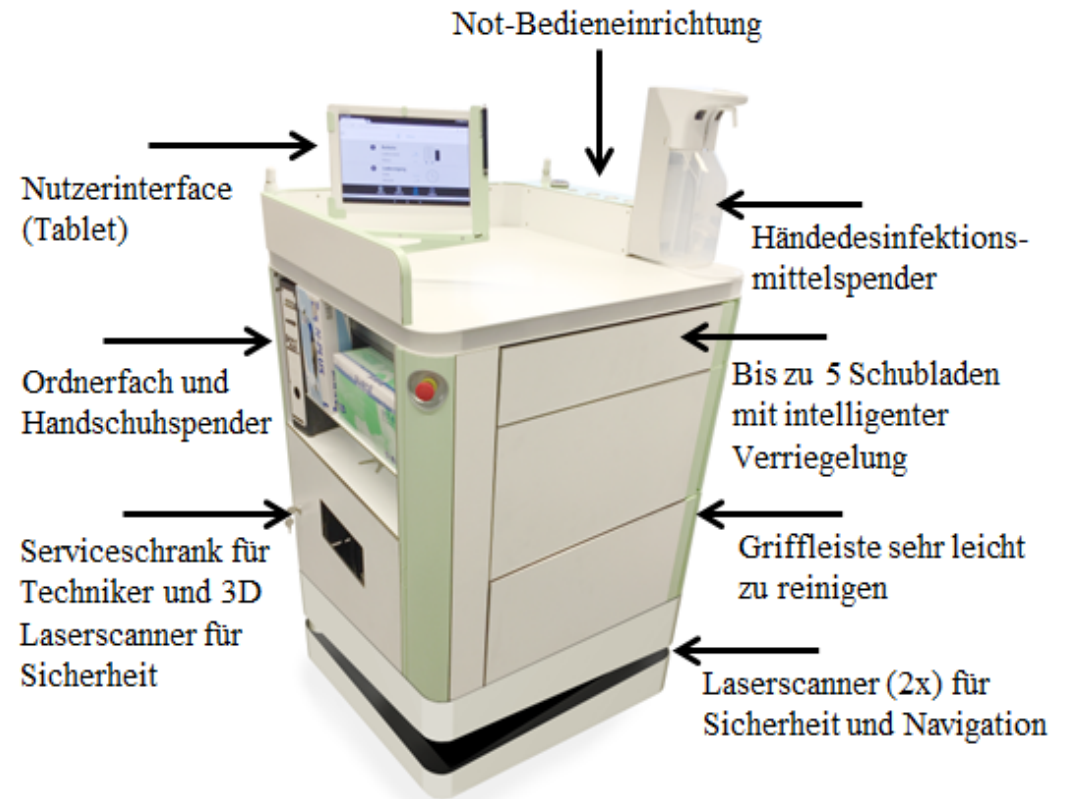 Not-Bedieneinrichtung
Nutzerinterface
(Tablet)
Händedesinfektions-
mittelspender
Ordnerfach und
Handschuhspender
Bis zu 5 Schubladen
mit intelligenter
Verriegelung
Serviceschrank für
Techniker und 3D
Laserscanner für
Sicherheit
Griffleiste sehr leicht
zu reinigen
Laserscanner (2x) für
Sicherheit und Navigation